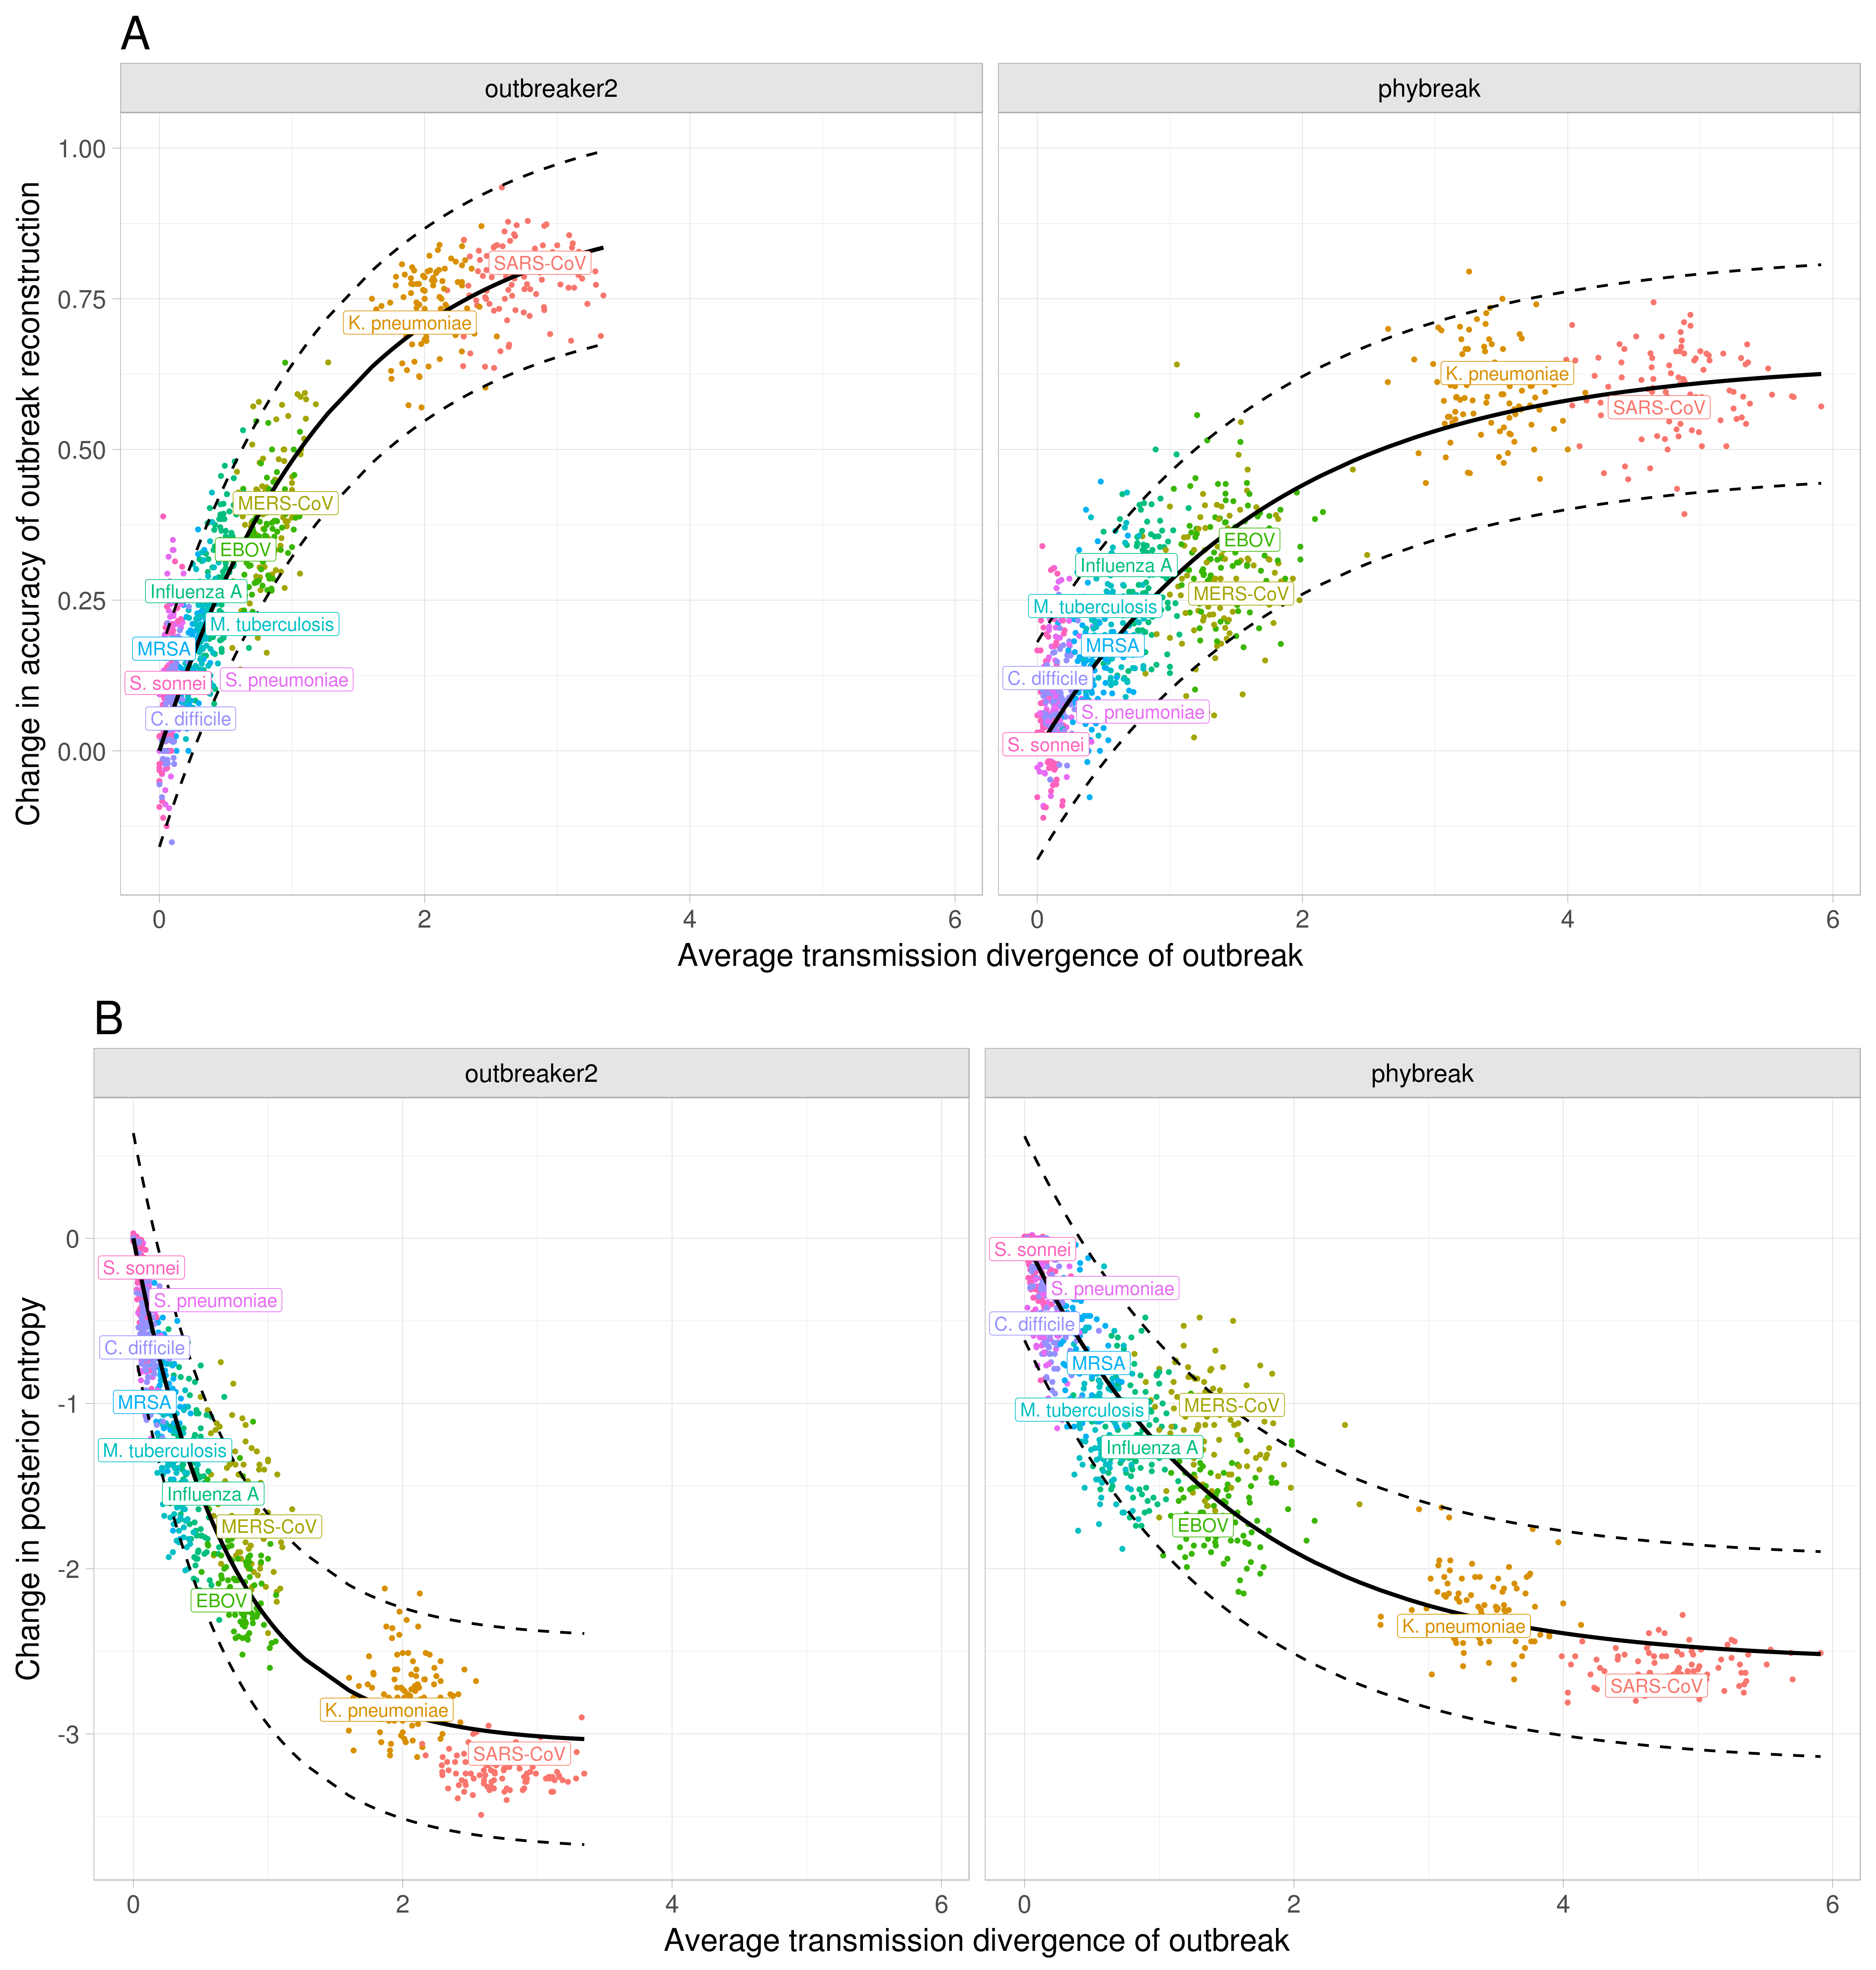 A
outbreaker2
phybreak
Change in accuracy of outbreak reconstruction
1.00
0.75
0.50
0.25
0.00
SARS-CoV
K. pneumoniae
MERS-CoV
EBOV
Influenza A
M. tuberculosis
MRSA
S. sonnei
S. pneumoniae
C. difficile
K. pneumoniae
SARS-CoV
EBOV
Influenza A
MERS-CoV
M. tuberculosis
MRSA
C. difficile
S. pneumoniae
S. sonnei
0 2 4 6
0 2 4 6
Average transmission divergence of outbreak
B
outbreaker2
phybreak
Change in posterior entropy
0
-1
-2
-3
S. sonnei
S. pneumoniae
C. difficile
MRSA
M. tuberculosis
Influenza A
MERS-CoV
EBOV
K. pneumoniae
SARS-CoV
S. sonnei
S. pneumoniae
C. difficile
MRSA
MERS-CoV
M. tuberculosis
Influenza A
EBOV
K. pneumoniae
SARS-CoV
0 2 4 6
0 2 4 6
Average transmission divergence of outbreak